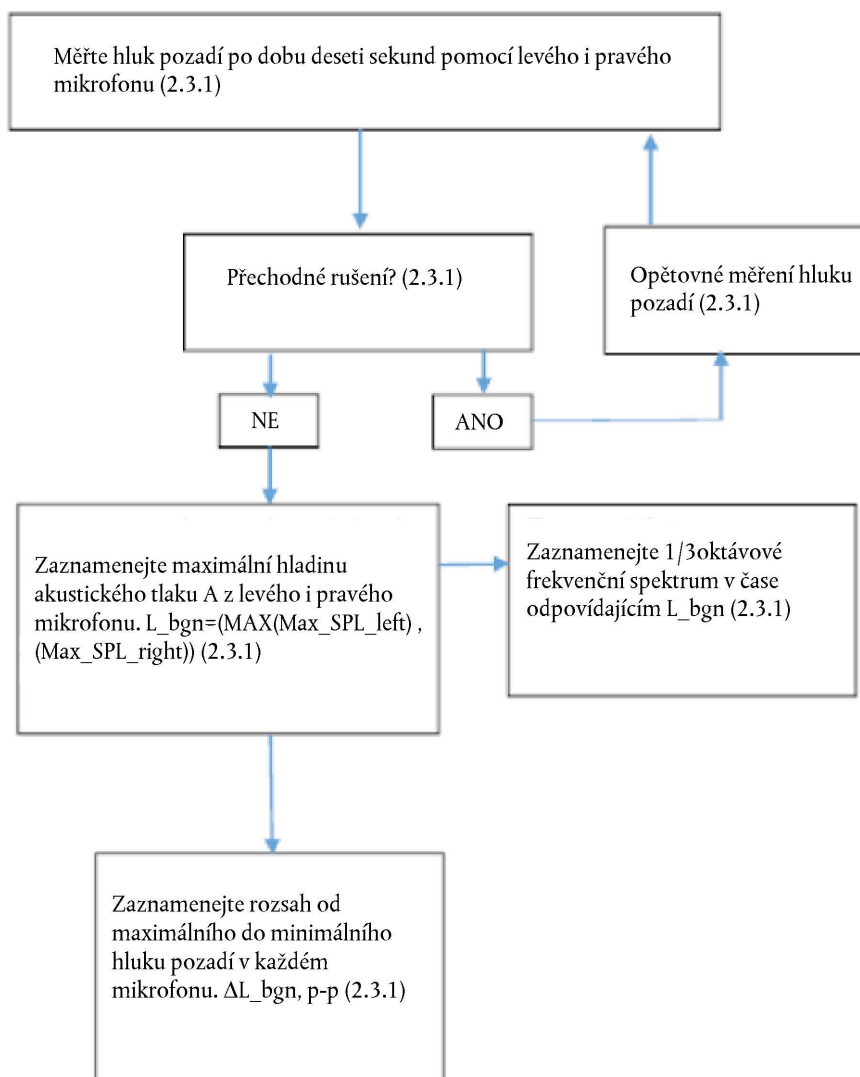 Měřte hluk pozadí po dobu deseti sekund pomocí levého i pravého
mikrofonu (2.3.1)
Přechodné rušení? (2.3.1)
Opětovné měření hluku
pozadí (2.3.1)
NE
ANO
Zaznamenejte maximální hladinu
akustického tlaku A z levého i pravého
mikrofonu. L_bgn=(MAX(Max_SPL_left) ,
(Max_SPL_right)) (2.3.1)
Zaznamenejte 1/3oktávové
frekvenční spektrum v čase
odpovídajícím L_bgn (2.3.1)
Zaznamenejte rozsah od
maximálního do minimálního
hluku pozadí v každém
mikrofonu. ΔL_bgn, p-p (2.3.1)